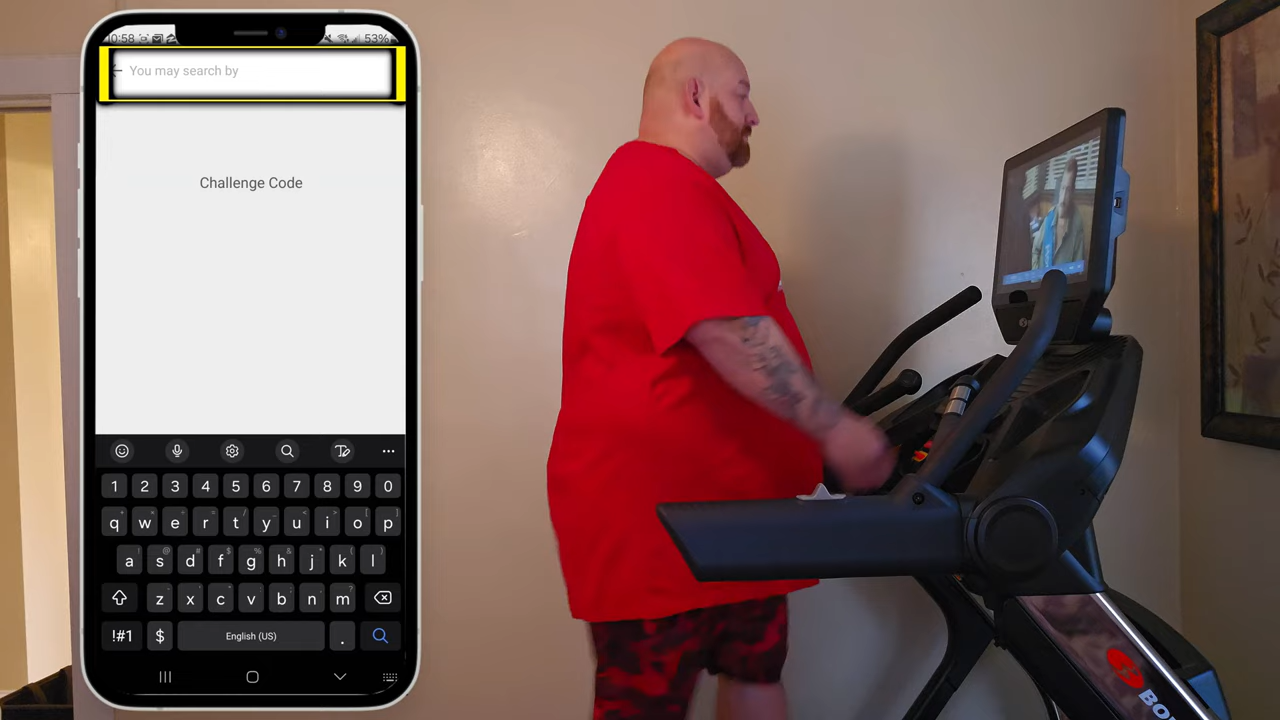 10:58 53%
You may search by
Challenge Code
1 2 3 4 5 6 7 8 9 0
q w e r t y u i o p
a s d f g h j k l
z x c v b n m
!#1 $ English (US) .
BO